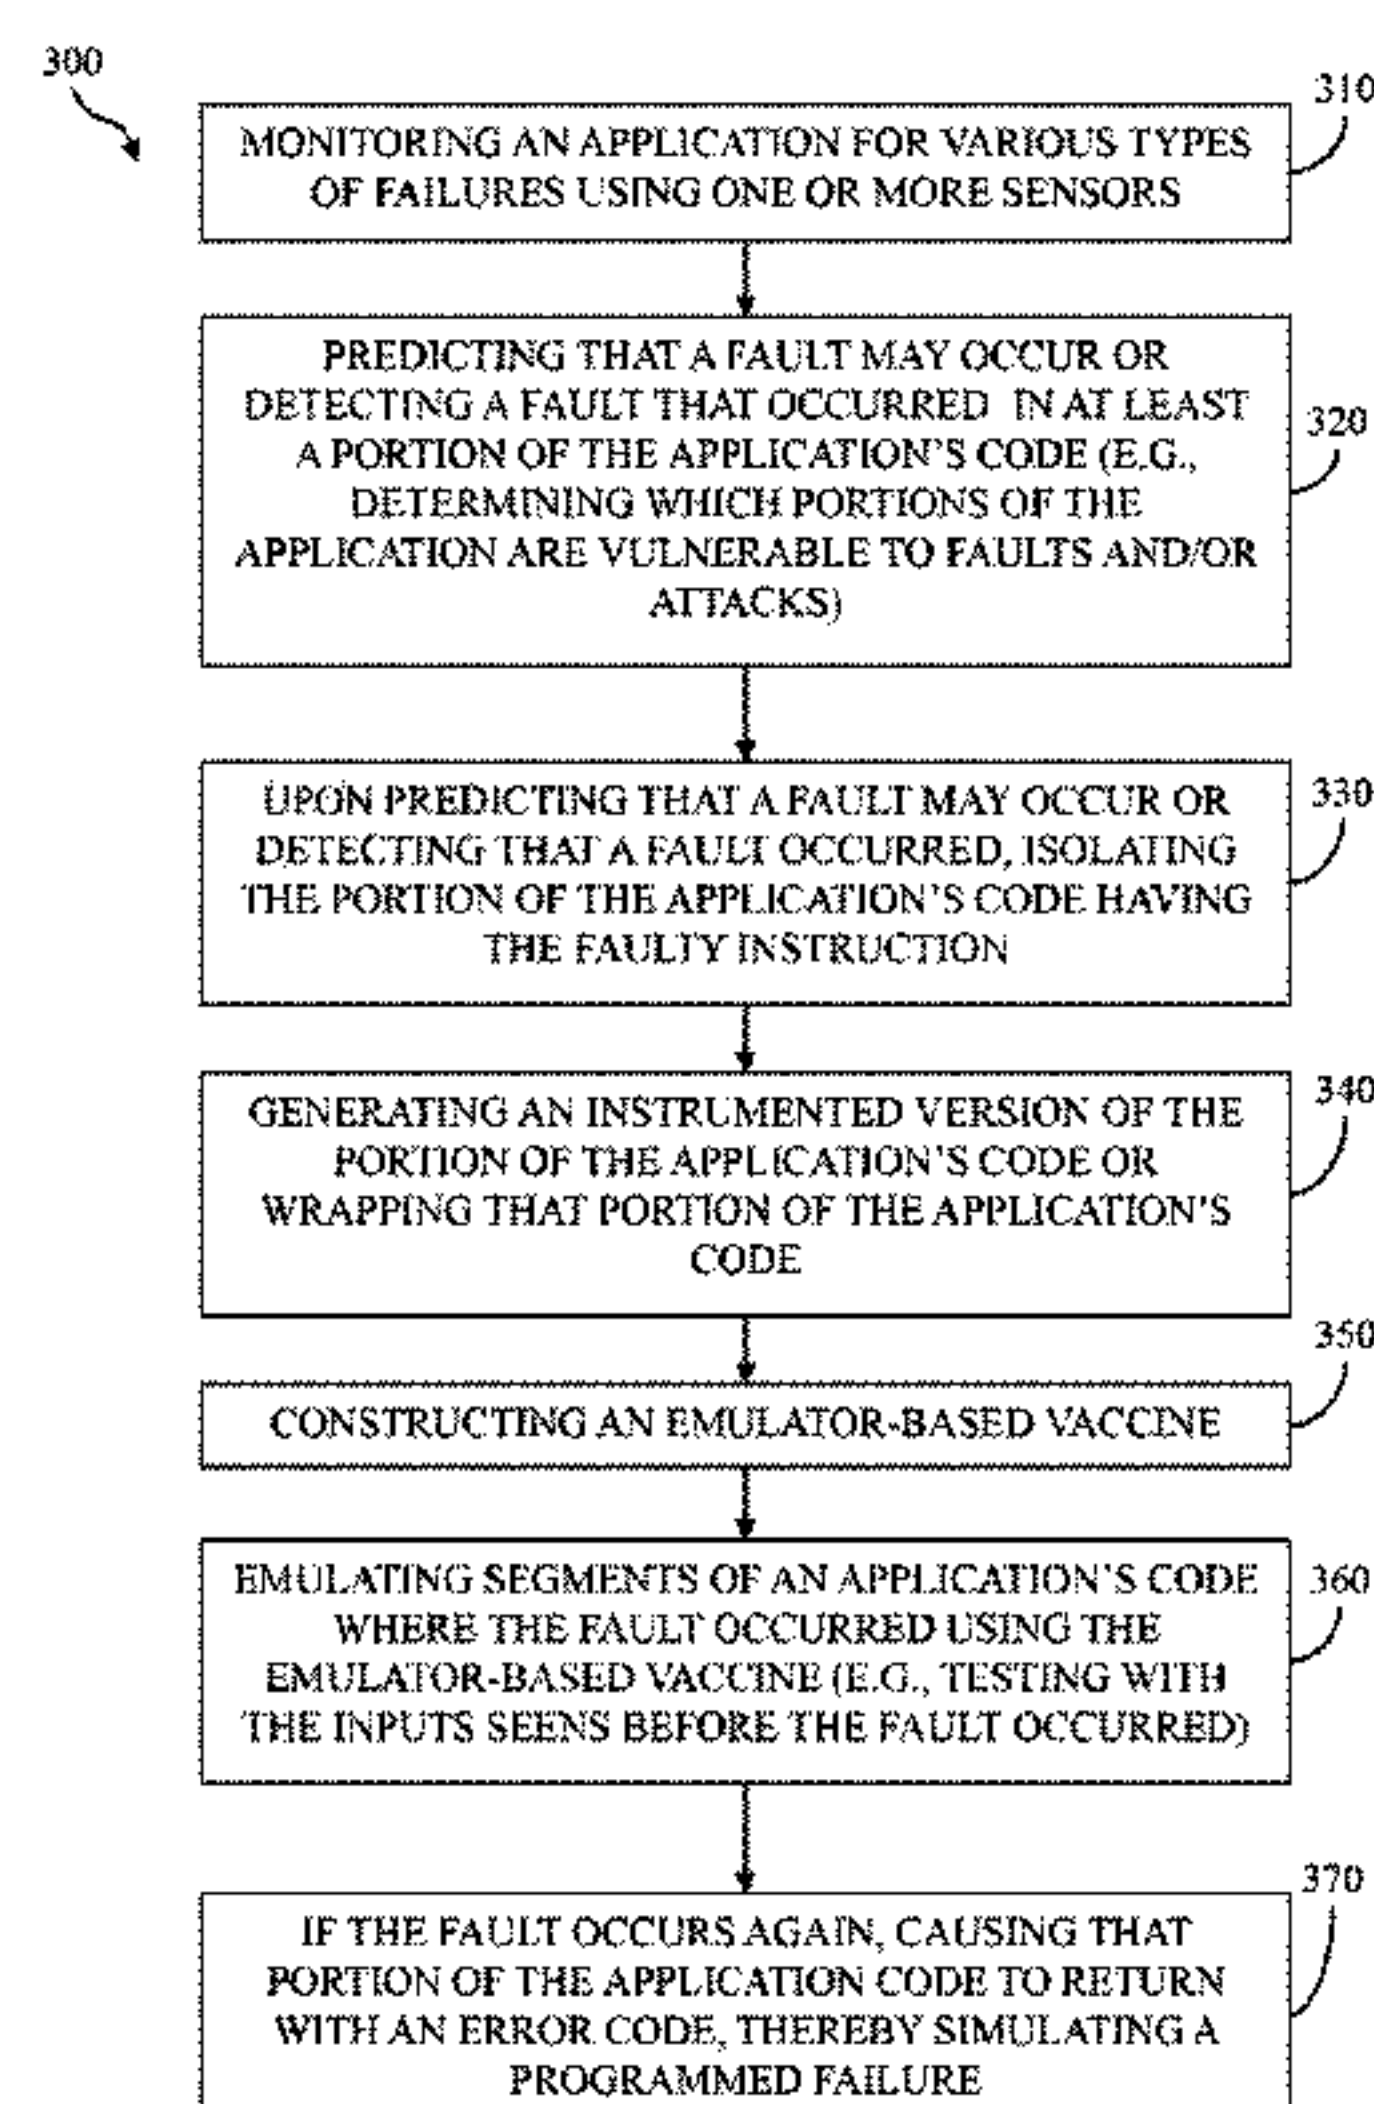 300
310
MONITORING AN APPLICATION FOR VARIOUS TYPES
OF FAILURES USING ONE OR MORE SENSORS
PREDICTING THAT A FAULT MAY OCCUR OR
DETECTING A FAULT THAT OCCURRED IN AT LEAST
A PORTION OF THE APPLICATION'S CODE (E.G.,
DETERMINING WHICH PORTIONS OF THE
APPLICATION ARE VULNERABLE TO FAULTS AND/OR
ATTACKS)
320
UPON PREDICTING THAT A FAULT MAY OCCUR OR
DETECTING THAT A FAULT OCCURRED, ISOLATING
THE PORTION OF THE APPLICATION'S CODE HAVING
THE FAULTY INSTRUCTION
330
GENERATING AN INSTRUMENTED VERSION OF THE
PORTION OF THE APPLICATION'S CODE OR
WRAPPING THAT PORTION OF THE APPLICATION'S
CODE
340
350
CONSTRUCTING AN EMULATOR-BASED VACCINE
EMULATING SEGMENTS OF AN APPLICATION'S CODE
WHERE THE FAULT OCCURRED USING THE
EMULATOR-BASED VACCINE (E.G., TESTING WITH
THE INPUTS SEENS BEFORE THE FAULT OCCURRED)
360
370
IF THE FAULT OCCURS AGAIN, CAUSING THAT
PORTION OF THE APPLICATION CODE TO RETURN
WITH AN ERROR CODE, THEREBY SIMULATING A
PROGRAMMED FAILURE